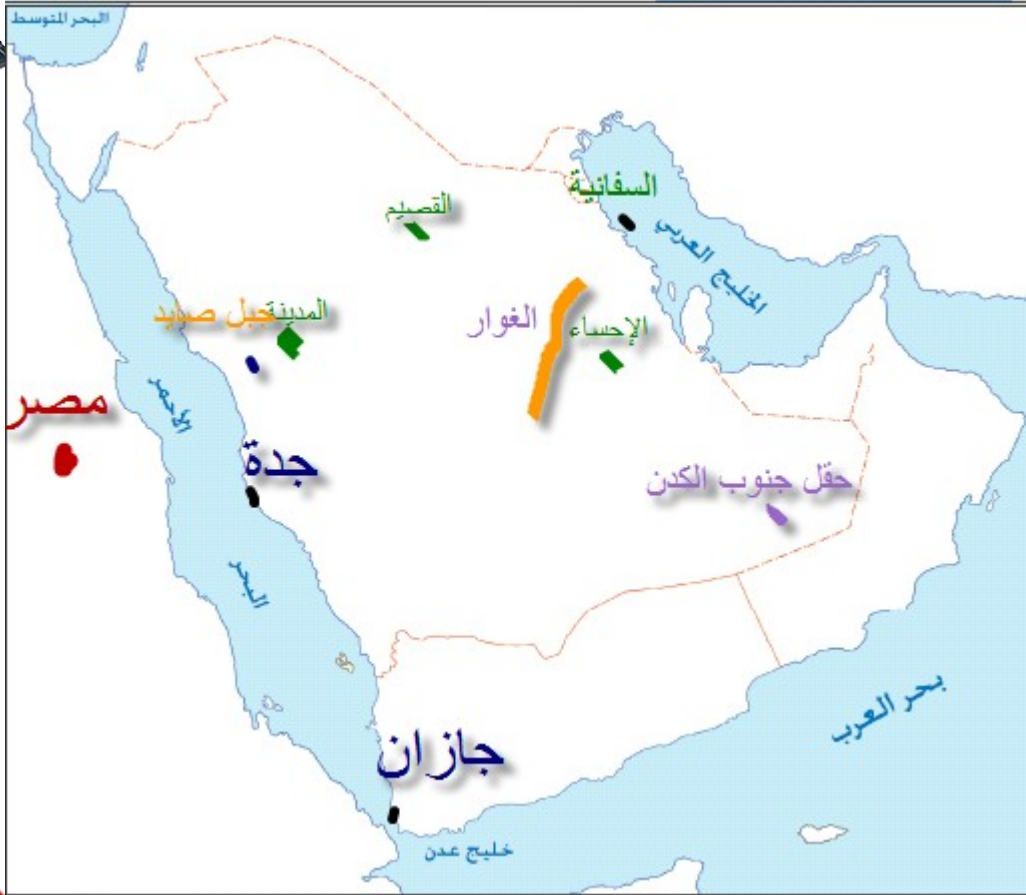 البحر المتوسط
السفانية
القصيم
الخليج العربي
جبل صايد
المدينة
الغوار
الإحساء
الأحمر
مصر
جدة
حقل جنوب الكدن
البحر
بحر العرب
جازان
خليج عدن